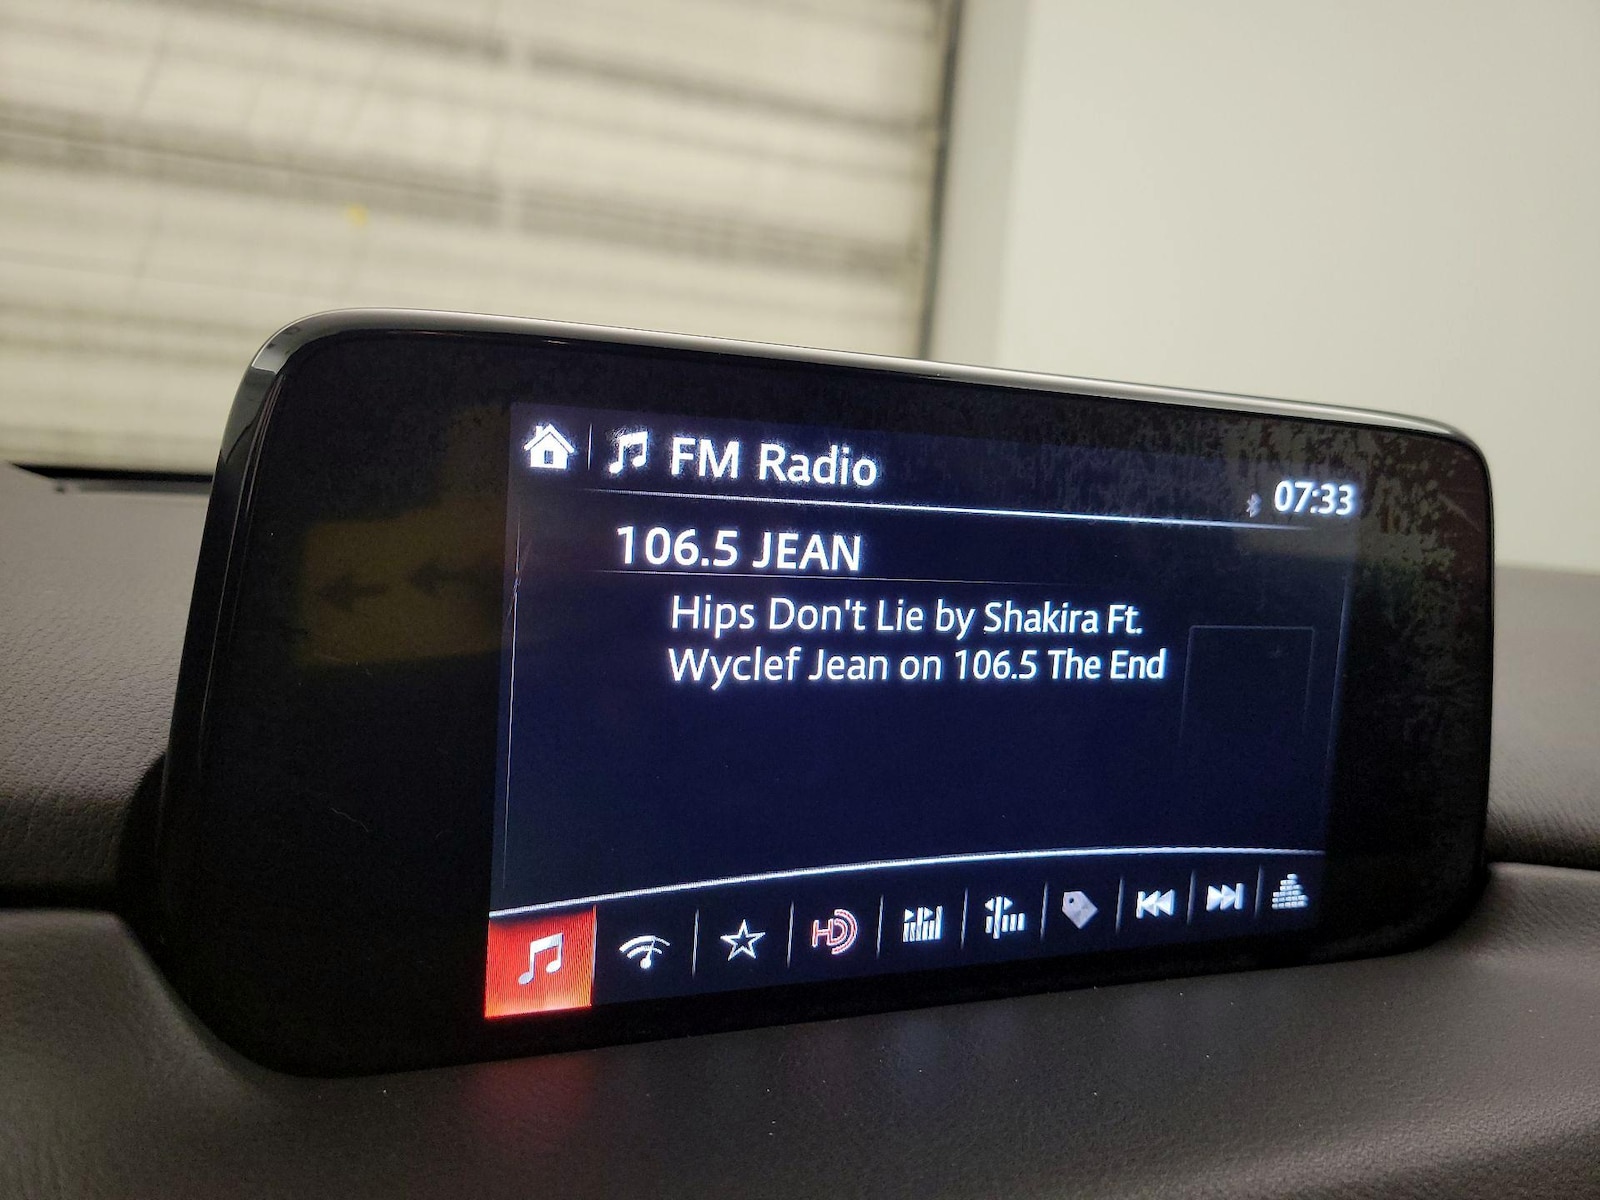 FM Radio
07:33
106.5 JEAN
Hips Don't Lie by Shakira Ft.
Wyclef Jean on 106.5 The End
HD